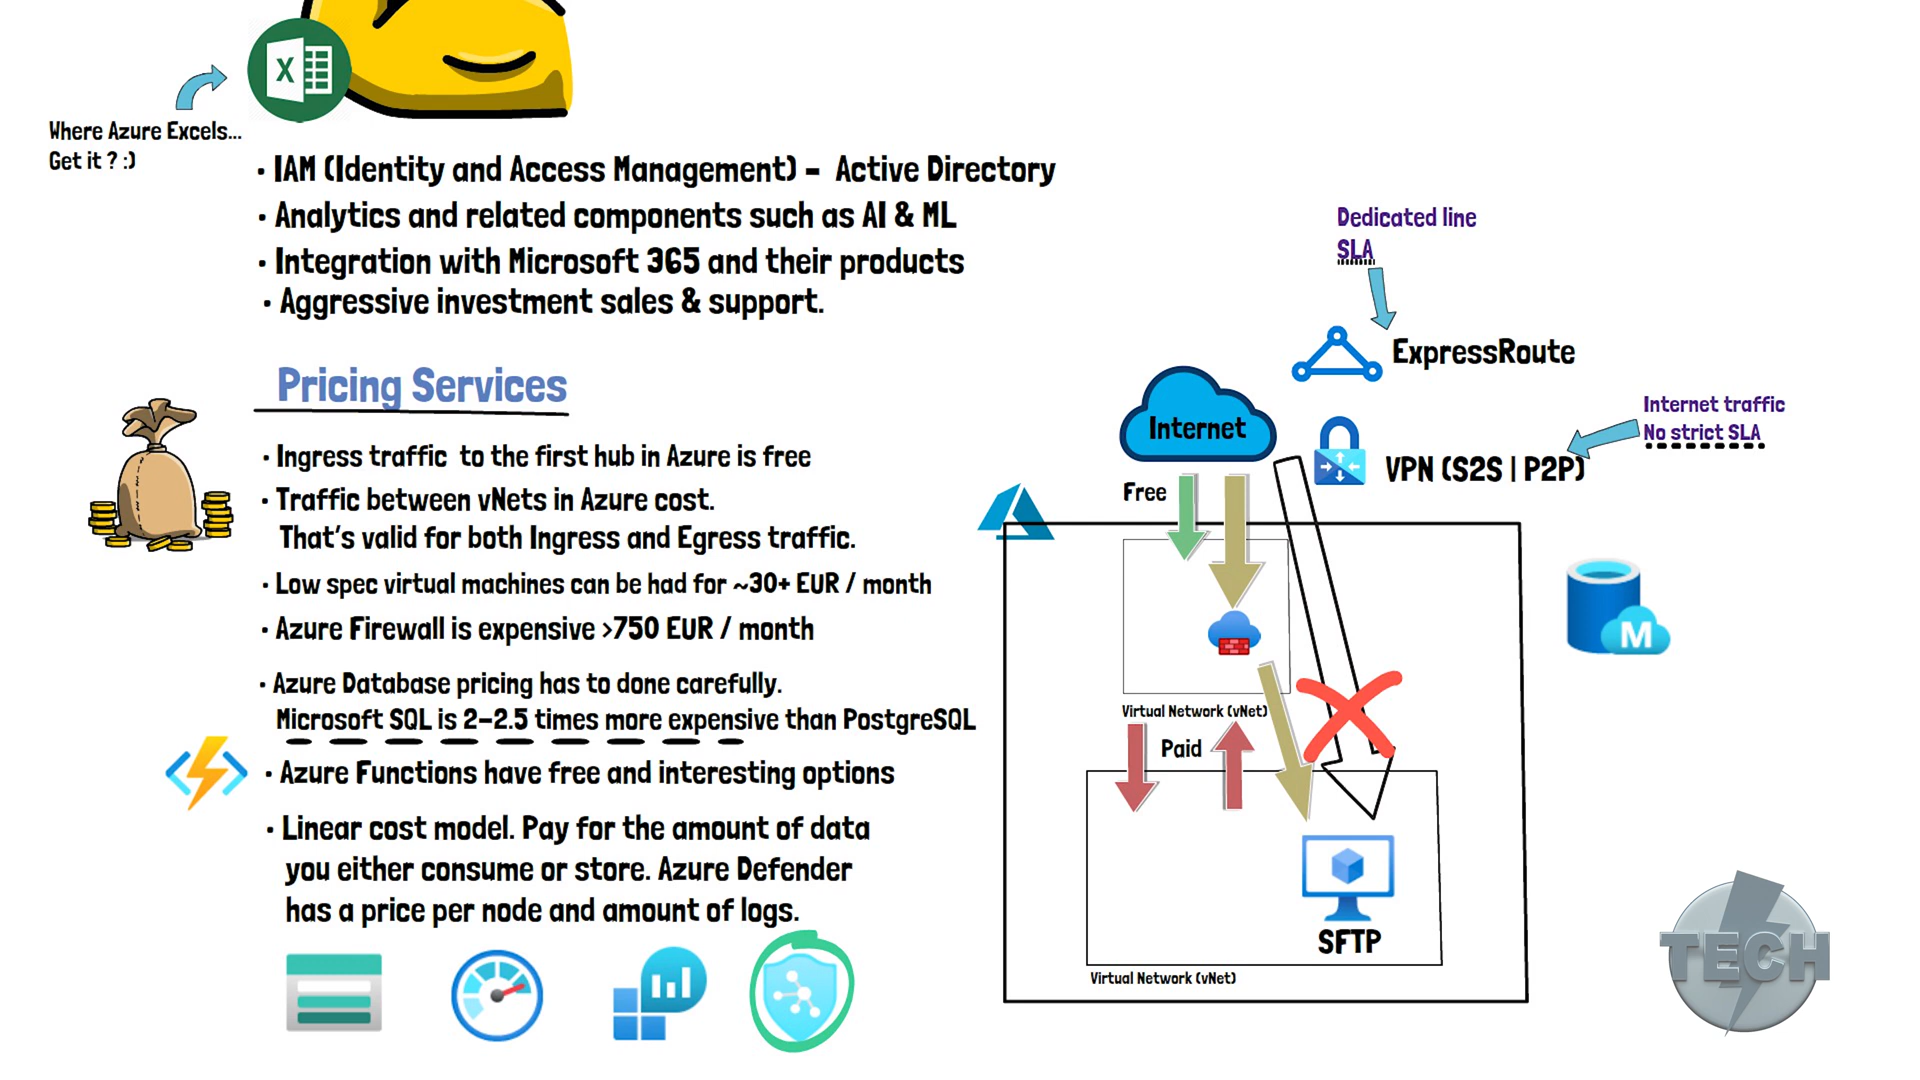 X
Where Azure Excels...
Get it ? :)
· IAM (Identity and Access Management) – Active Directory
· Analytics and related components such as AI & ML
· Integration with Microsoft 365 and their products
· Aggressive investment sales & support.
Pricing Services
· Ingress traffic to the first hub in Azure is free
· Traffic between vNets in Azure cost.
That's valid for both Ingress and Egress traffic.
· Low spec virtual machines can be had for ~30+ EUR / month
· Azure Firewall is expensive >750 EUR / month
· Azure Database pricing has to done carefully.
Microsoft SQL is 2-2.5 times more expensive than PostgreSQL
· Azure Functions have free and interesting options
· Linear cost model. Pay for the amount of data
you either consume or store. Azure Defender
has a price per node and amount of logs.
Dedicated line
SLA
ExpressRoute
Internet
Internet traffic
No strict SLA
VPN (S2S | P2P)
Free
M
Virtual Network (vNet)
Paid
SFTP
Virtual Network (vNet)
TECH